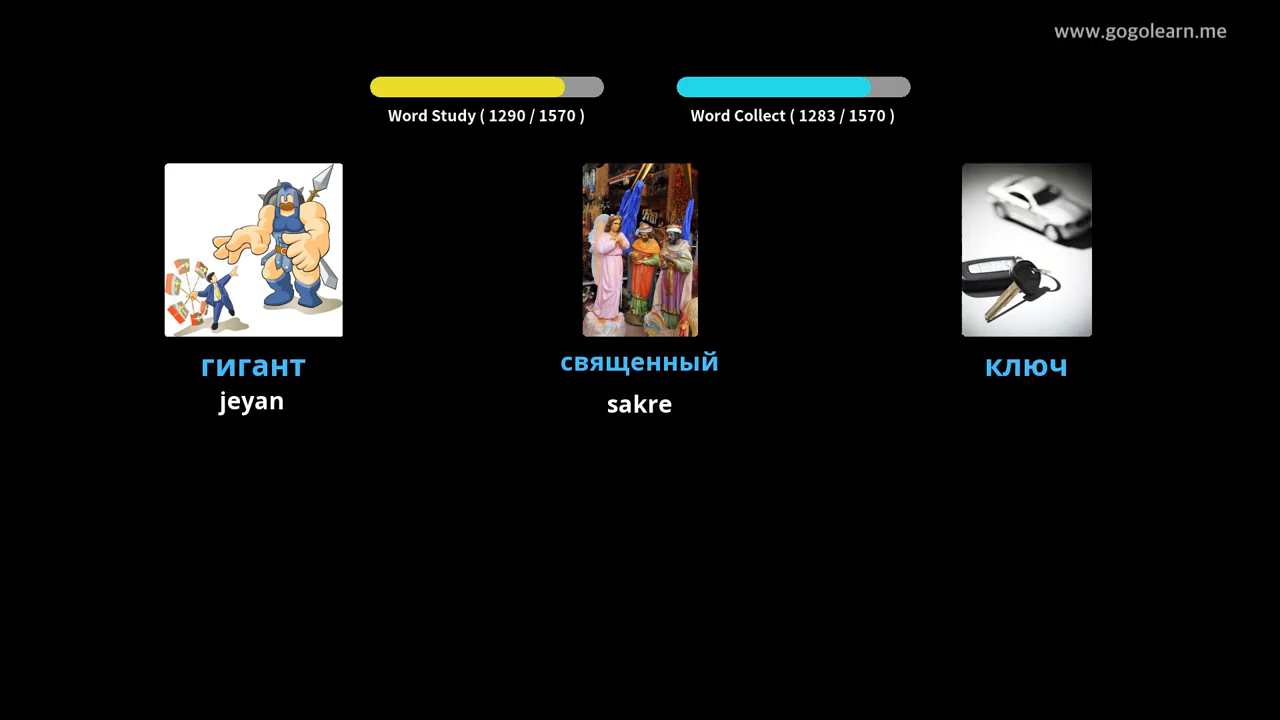 www.gogolearn.me
Word Study ( 1290 / 1570 )
Word Collect ( 1283 / 1570 )
гигант
jeyan
священный
sakre
ключ